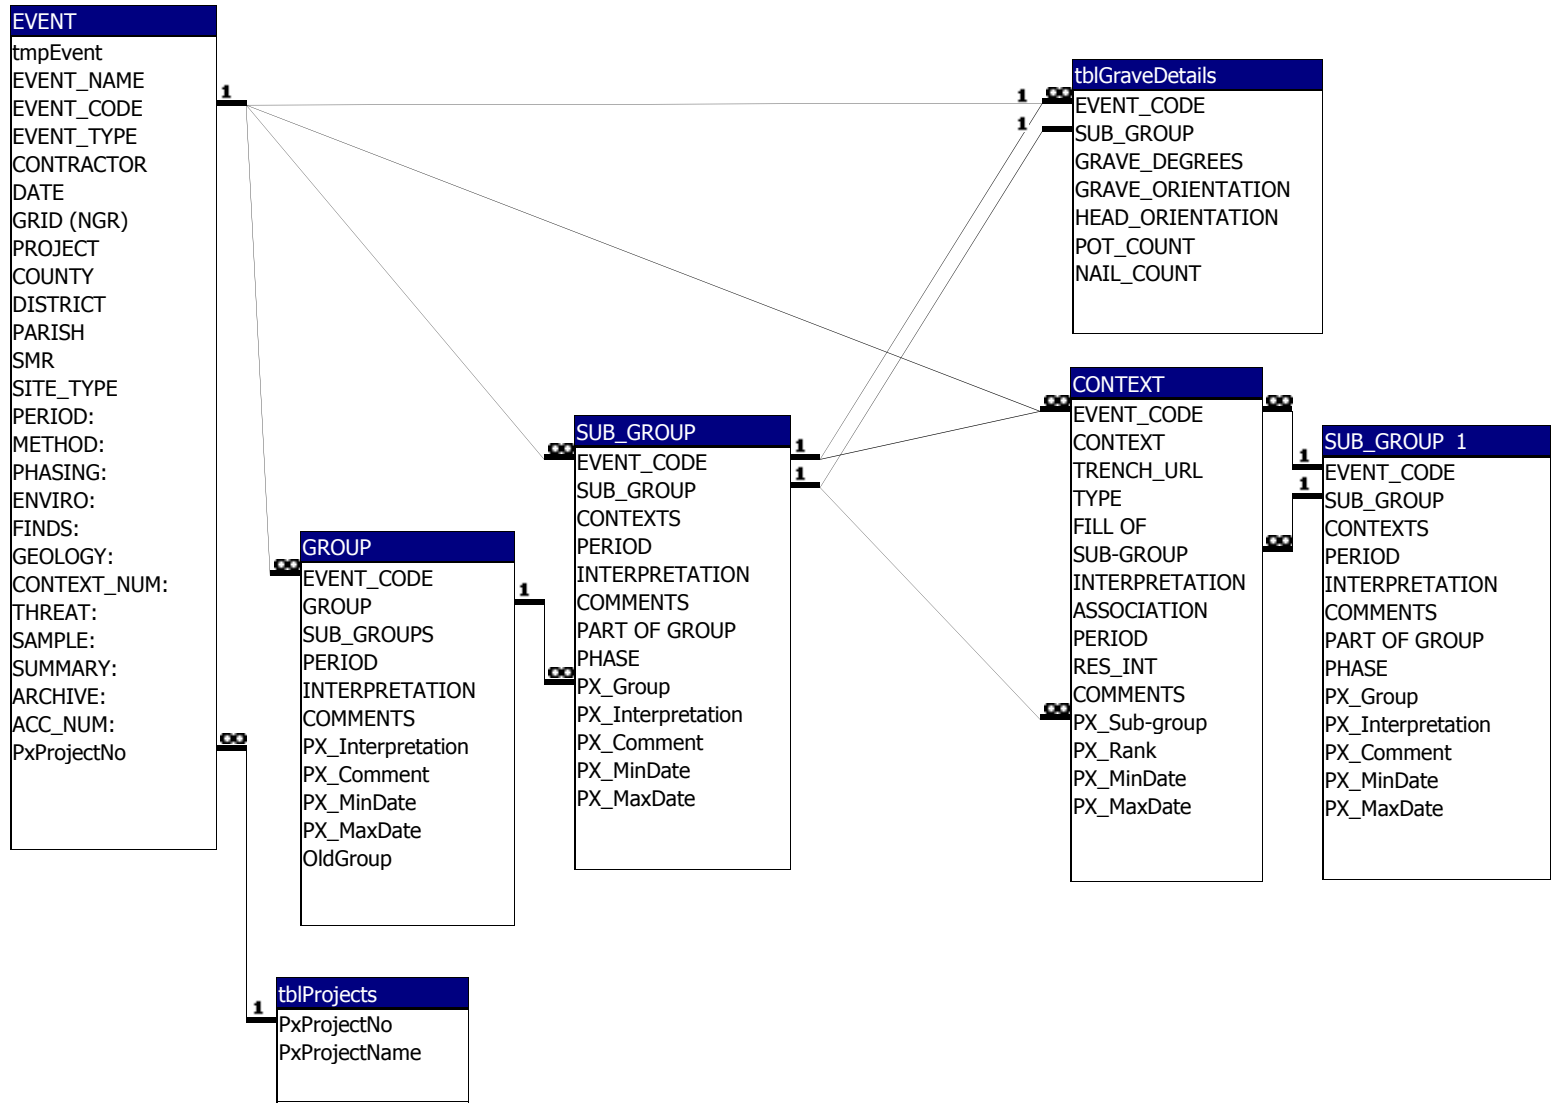 EVENT
tmpEvent
EVENT_NAME
EVENT_CODE
EVENT_TYPE
CONTRACTOR
DATE
GRID (NGR)
PROJECT
COUNTY
DISTRICT
PARISH
SMR
SITE_TYPE
PERIOD:
METHOD:
PHASING:
ENVIRO:
FINDS:
GEOLOGY:
CONTEXT_NUM:
THREAT:
SAMPLE:
SUMMARY:
ARCHIVE:
ACC_NUM:
PxProjectNo
1
∞
tblProjects
PxProjectNo
PxProjectName
1
GROUP
EVENT_CODE
GROUP
SUB_GROUPS
PERIOD
INTERPRETATION
COMMENTS
PX_Interpretation
PX_Comment
PX_MinDate
PX_MaxDate
OldGroup
∞
1
SUB_GROUP
EVENT_CODE
SUB_GROUP
CONTEXTS
PERIOD
INTERPRETATION
COMMENTS
PART OF GROUP
PHASE
PX_Group
PX_Interpretation
PX_Comment
PX_MinDate
PX_MaxDate
∞
∞
1
1
tblGraveDetails
EVENT_CODE
SUB_GROUP
GRAVE_DEGREES
GRAVE_ORIENTATION
HEAD_ORIENTATION
POT_COUNT
NAIL_COUNT
1 ∞
1
CONTEXT
EVENT_CODE
CONTEXT
TRENCH_URL
TYPE
FILL OF
SUB-GROUP
INTERPRETATION
ASSOCIATION
PERIOD
RES_INT
COMMENTS
PX_Sub-group
PX_Rank
PX_MinDate
PX_MaxDate
∞
∞
∞
∞
SUB_GROUP_1
EVENT_CODE
SUB_GROUP
CONTEXTS
PERIOD
INTERPRETATION
COMMENTS
PART OF GROUP
PHASE
PX_Group
PX_Interpretation
PX_Comment
PX_MinDate
PX_MaxDate
1
1